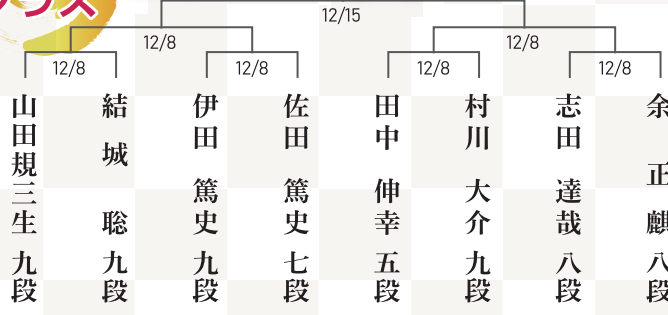 プラス
12/15
12/8
12/8
12/8
12/8
12/8
12/8
山田規三生 九段
結城 聡 九段
伊田 篤史 九段
佐田 篤史 七段
田中 伸幸 五段
村川 大介 九段
志田 達哉 八段
余 正麒 八段